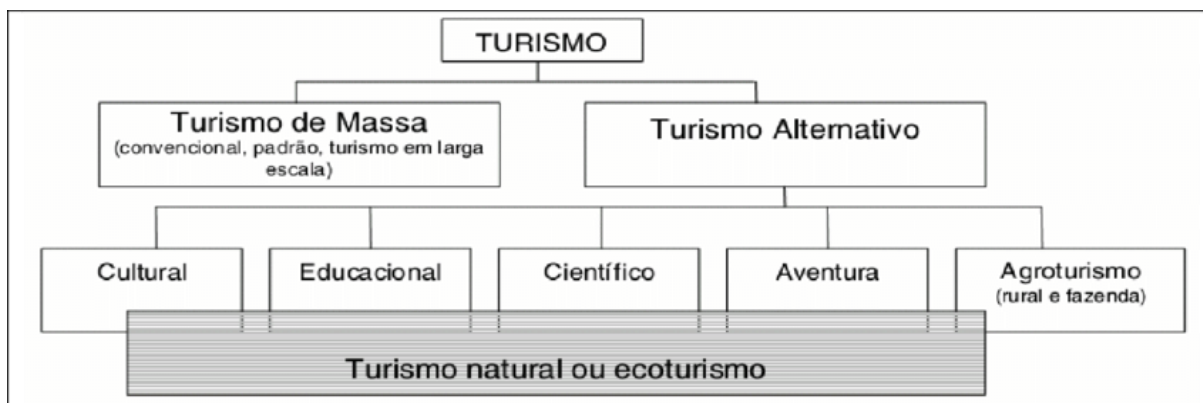 TURISMO
Turismo de Massa
(convencional, padrão, turismo em larga
escala)
Turismo Alternativo
Cultural
Educacional
Científico
Aventura
Agroturismo
(rural e fazenda)
Turismo natural ou ecoturismo